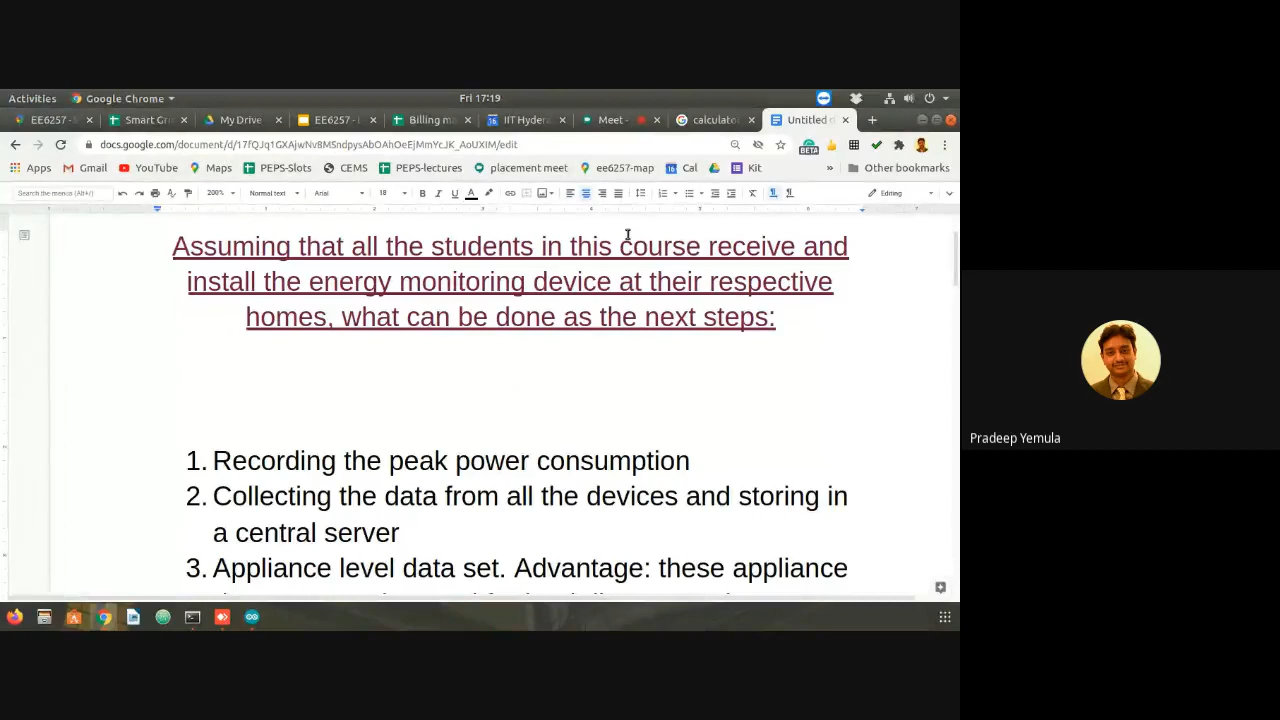 Activities Google Chrome Fri 17:19
EE6257 - Smart Gri My Drive EE6257 - Billing ma IIT Hyder Meet - calculator Untitled
docs.google.com/document/d/
Apps Gmail YouTube Maps PEPS-Slots CEMS PEPS-lectures placement meet ee6257-map Cal Kit » Other bookmarks
BETA
Search the menus (Alt+/) 200% Normal text Arial 18 Editing
Assuming that all the students in this course receive and
install the energy monitoring device at their respective
homes, what can be done as the next steps:
1. Recording the peak power consumption
2. Collecting the data from all the devices and storing in
a central server
3. Appliance level data set. Advantage: these appliance
Pradeep Yemula